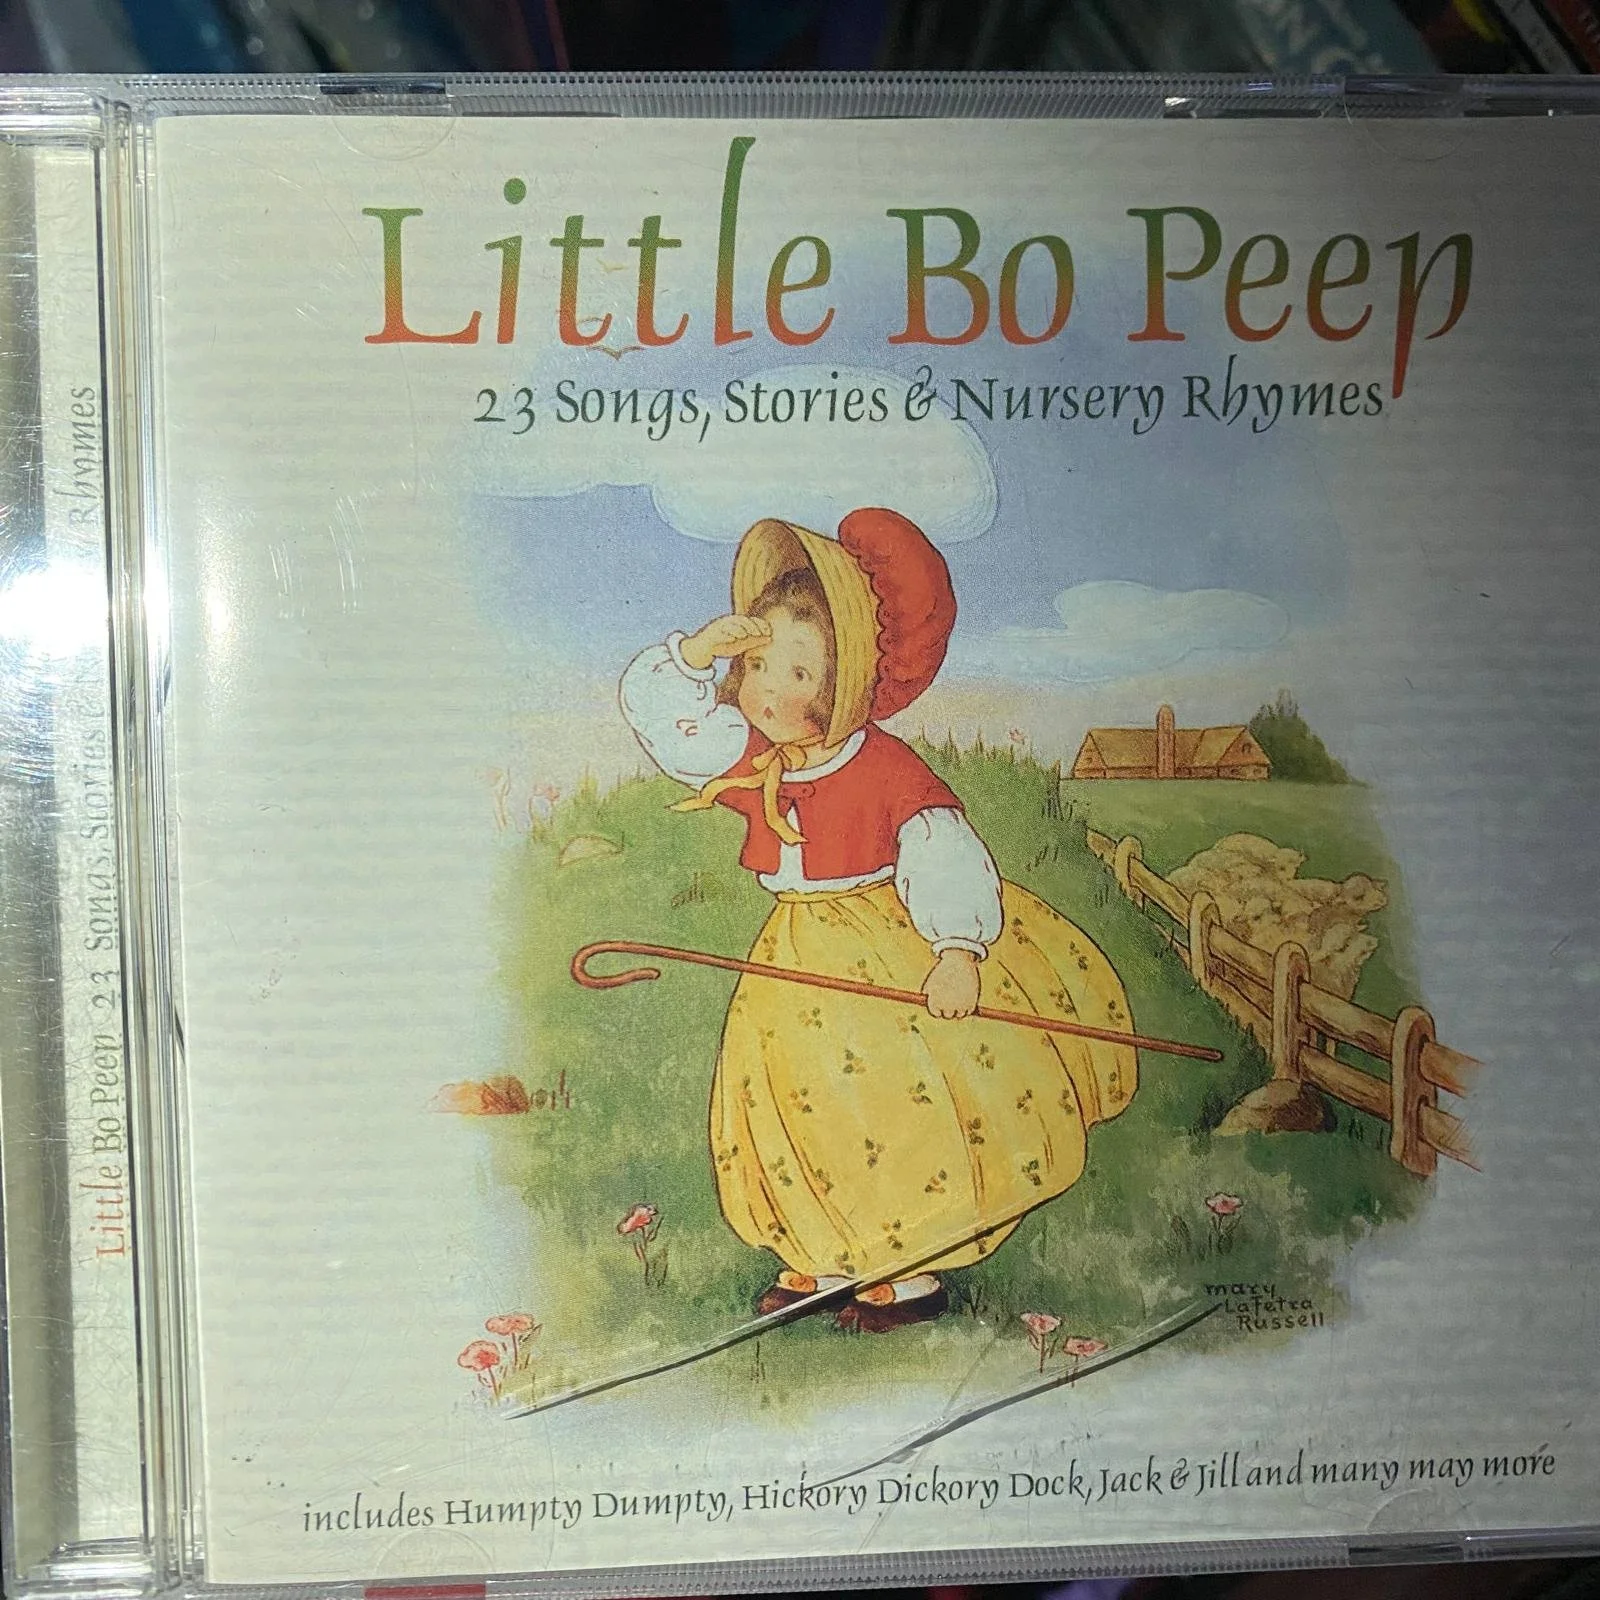 Little Bo Peep
23 Songs, Stories & Nursery Rhymes
mary
LaFetra
Russell
includes Humpty Dumpty, Hickory Dickory Dock, Jack & Jill and many may more
Little Bo Peep 23 Songs, Stories & Rhymes